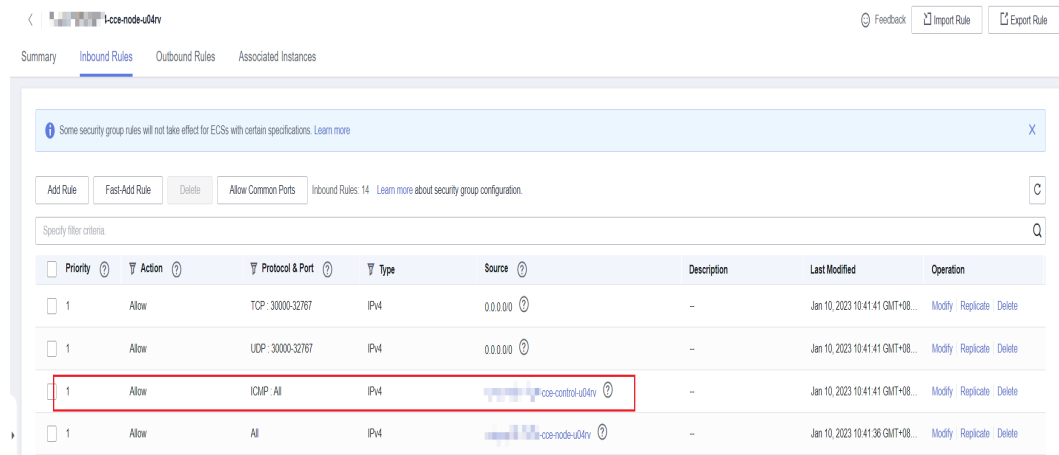 -cce-node-u04rv Feedback Import Rule Export Rule
Summary Inbound Rules Outbound Rules Associated Instances
Some security group rules will not take effect for ECSs with certain specifications. Learn more
Add Rule Fast-Add Rule Delete Allow Common Ports Inbound Rules: 14 Learn more about security group configuration.
Specify filter criteria.
Priority Action Protocol & Port Type Source Description Last Modified Operation
1 Allow TCP : 30000-32767 IPv4 0.0.0.0/0 -- Jan 10, 2023 10:41:41 GMT+08... Modify Replicate Delete
1 Allow UDP : 30000-32767 IPv4 0.0.0.0/0 -- Jan 10, 2023 10:41:41 GMT+08... Modify Replicate Delete
1 Allow ICMP : All IPv4 -cce-control-u04rv -- Jan 10, 2023 10:41:41 GMT+08... Modify Replicate Delete
1 Allow All IPv4 -cce-node-u04rv -- Jan 10, 2023 10:41:36 GMT+08... Modify Replicate Delete